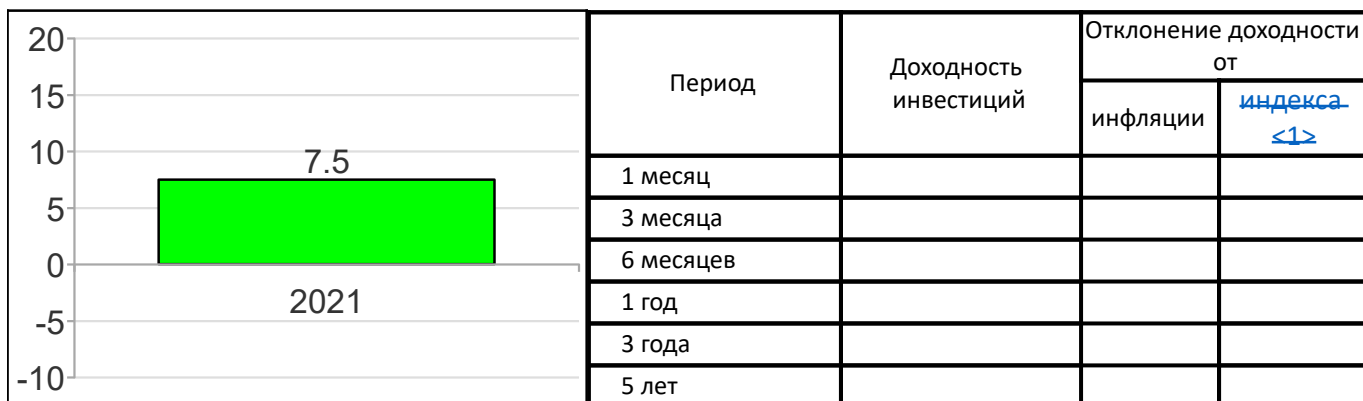 20
15
10
5
0
-5
-10
7.5
2021
Период
Доходность
инвестиций
Отклонение доходности
от
инфляции
индекса
<1>
1 месяц
3 месяца
6 месяцев
1 год
3 года
5 лет